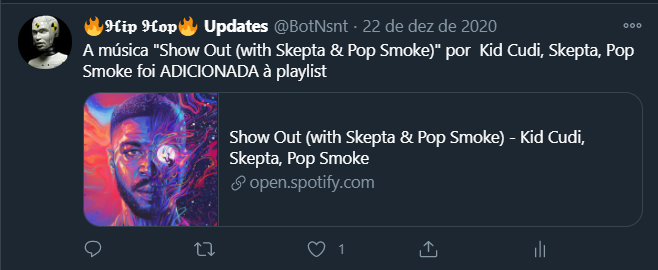 🔥𝕳𝖎𝖕 𝕳𝖔𝖕🔥 Updates @BotNsnt · 22 de dez de 2020
A música "Show Out (with Skepta & Pop Smoke)" por  Kid Cudi, Skepta, Pop
Smoke foi ADICIONADA à playlist
Show Out (with Skepta & Pop Smoke) - Kid Cudi,
Skepta, Pop Smoke
open.spotify.com
1